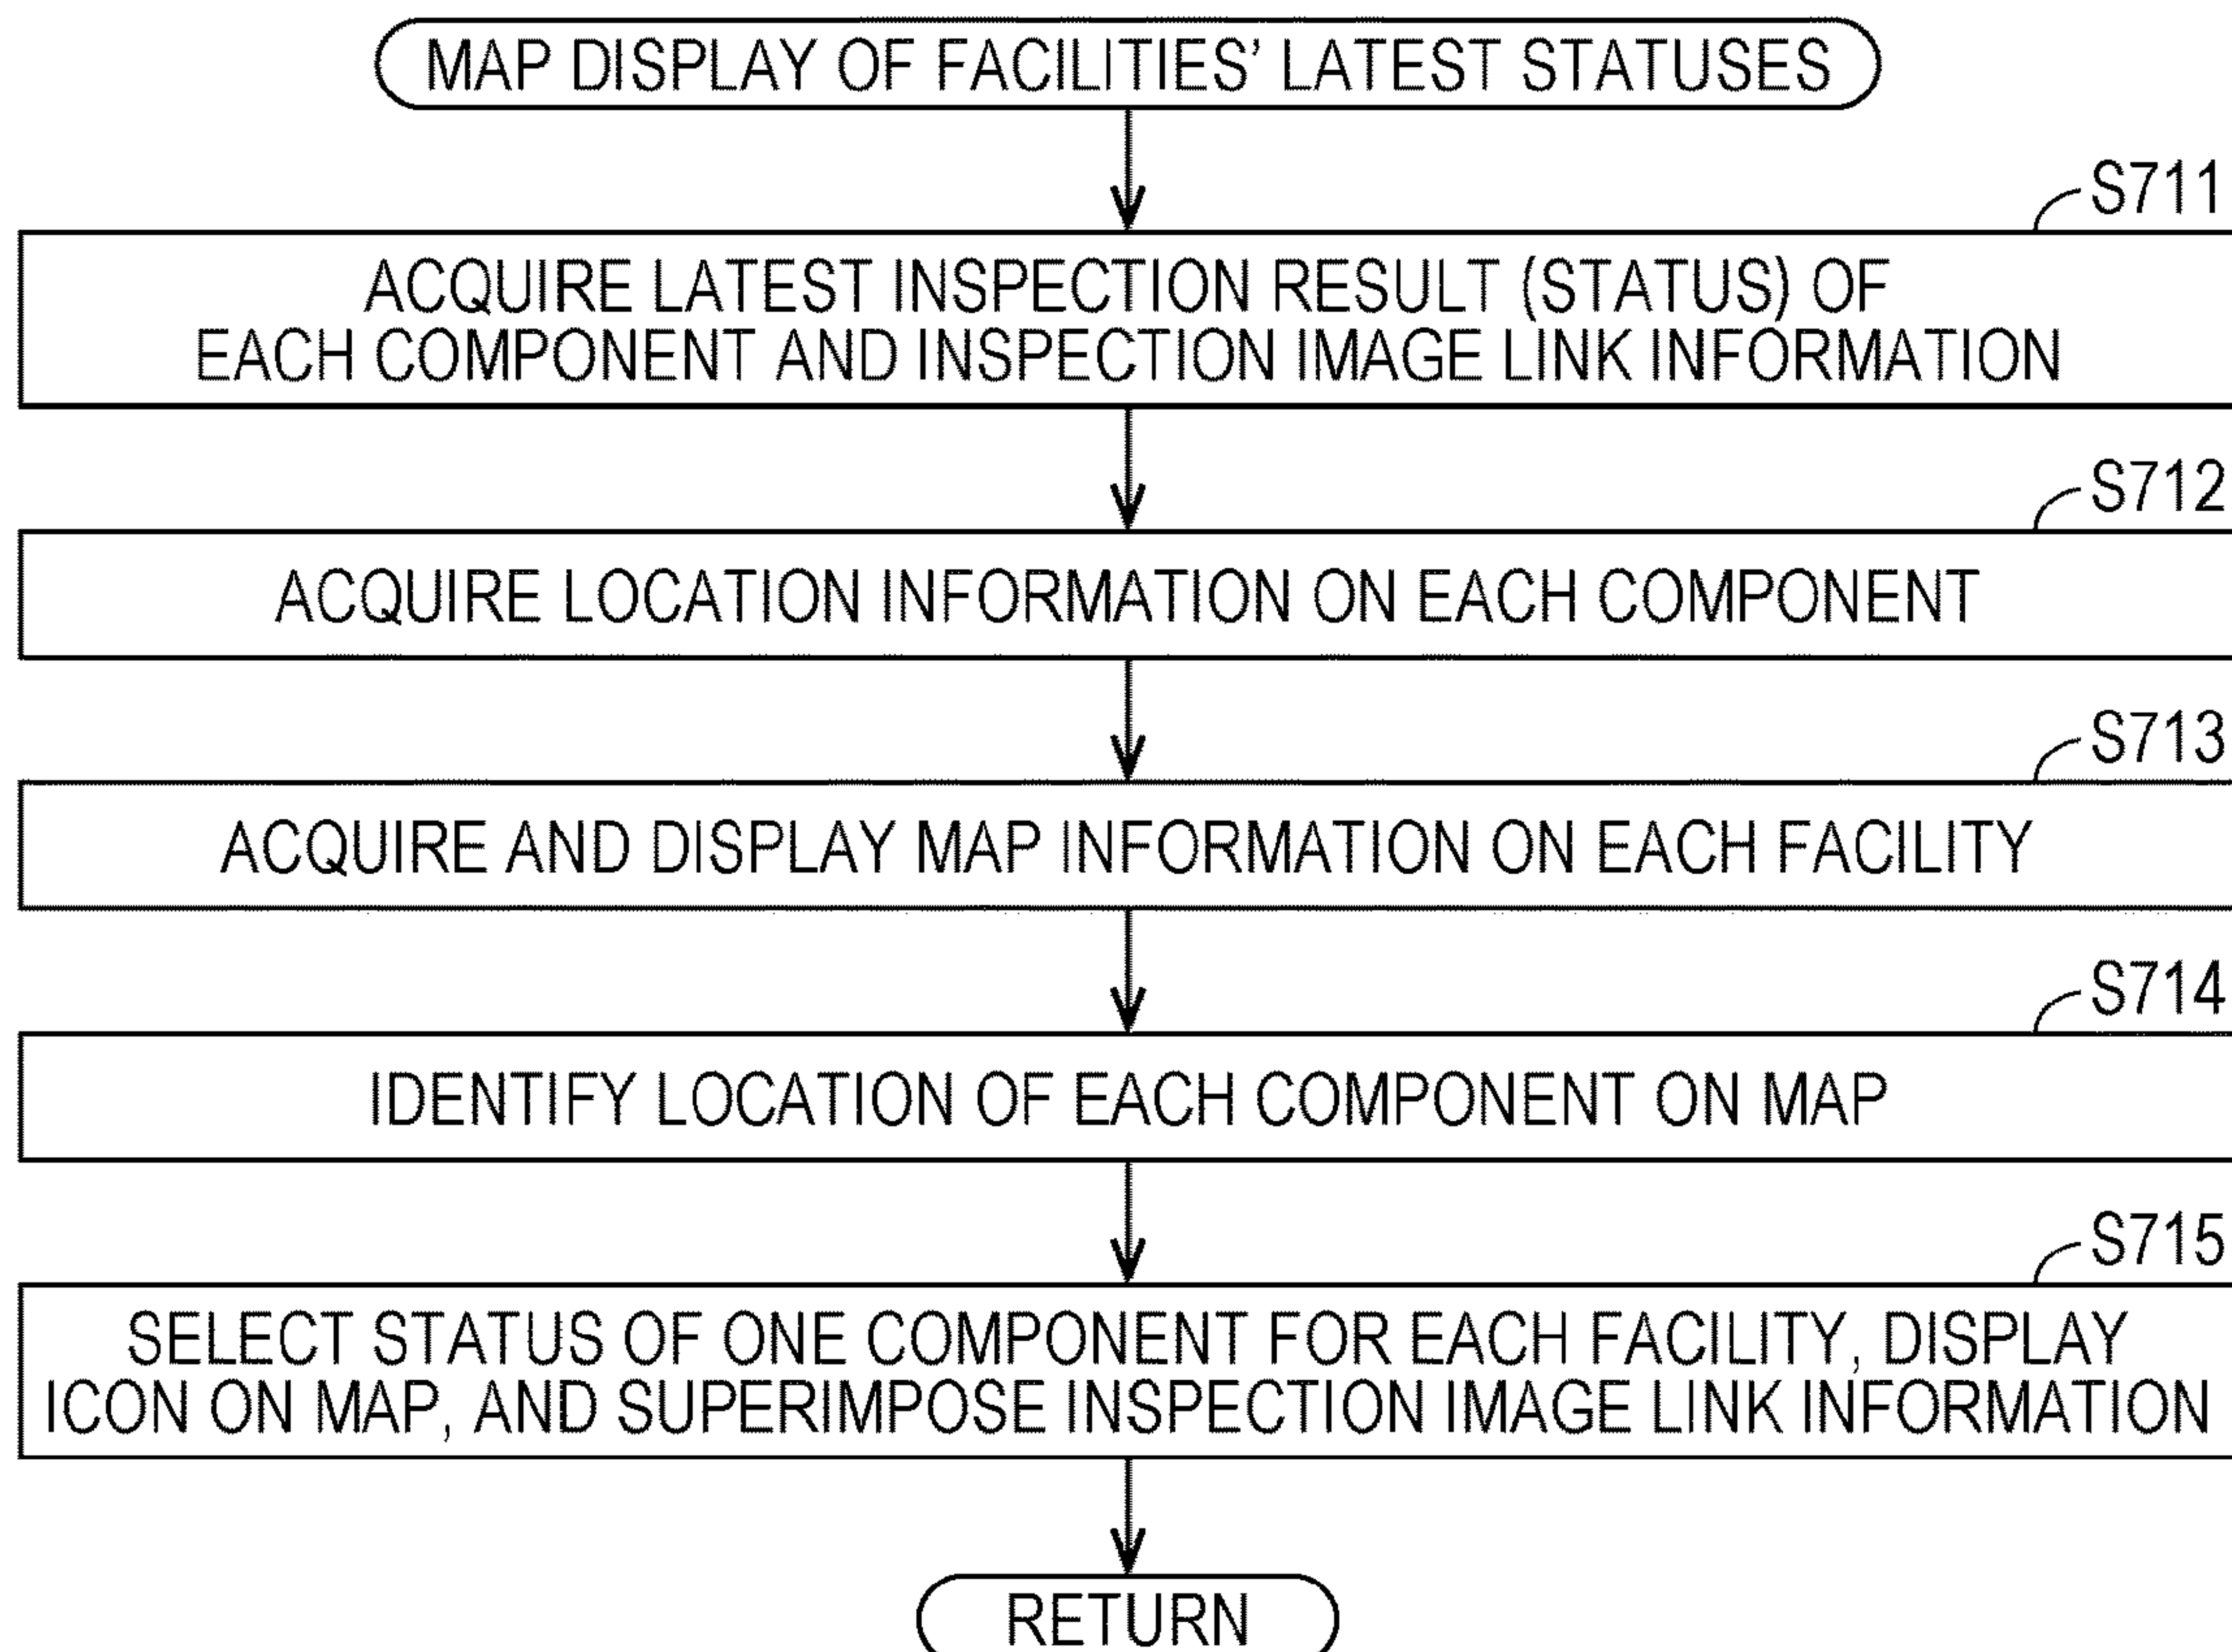 MAP DISPLAY OF FACILITIES' LATEST STATUSES
S711
ACQUIRE LATEST INSPECTION RESULT (STATUS) OF
EACH COMPONENT AND INSPECTION IMAGE LINK INFORMATION
S712
ACQUIRE LOCATION INFORMATION ON EACH COMPONENT
S713
ACQUIRE AND DISPLAY MAP INFORMATION ON EACH FACILITY
S714
IDENTIFY LOCATION OF EACH COMPONENT ON MAP
S715
SELECT STATUS OF ONE COMPONENT FOR EACH FACILITY, DISPLAY
ICON ON MAP, AND SUPERIMPOSE INSPECTION IMAGE LINK INFORMATION
RETURN